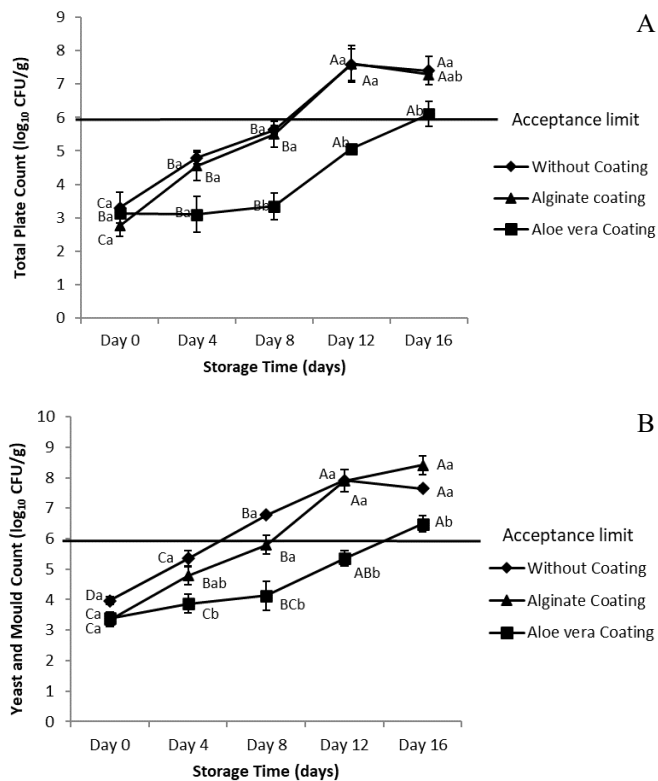 A
Total Plate Count (log₁₀ CFU/g)
9
8
7
6
5
4
3
2
1
0
Aa
Aa
Aa
Aab
Ba
Ab
Ba
Ba
Ab
Ca
Ba
Ba
Ba
Bb
Ca
Day 0 Day 4 Day 8 Day 12 Day 16
Storage Time (days)
Acceptance limit
Without Coating
Alginate coating
Aloe vera Coating
B
Yeast and Mould Count (log₁₀ CFU/g)
10
9
8
7
6
5
4
3
2
1
0
Aa
Aa
Aa
Aa
Ba
Ab
Ca
Ba
Bab
ABb
Da
Ca
Cb
BCb
Ca
Day 0 Day 4 Day 8 Day 12 Day 16
Storage Time (days)
Acceptance limit
Without Coating
Alginate Coating
Aloe vera Coating